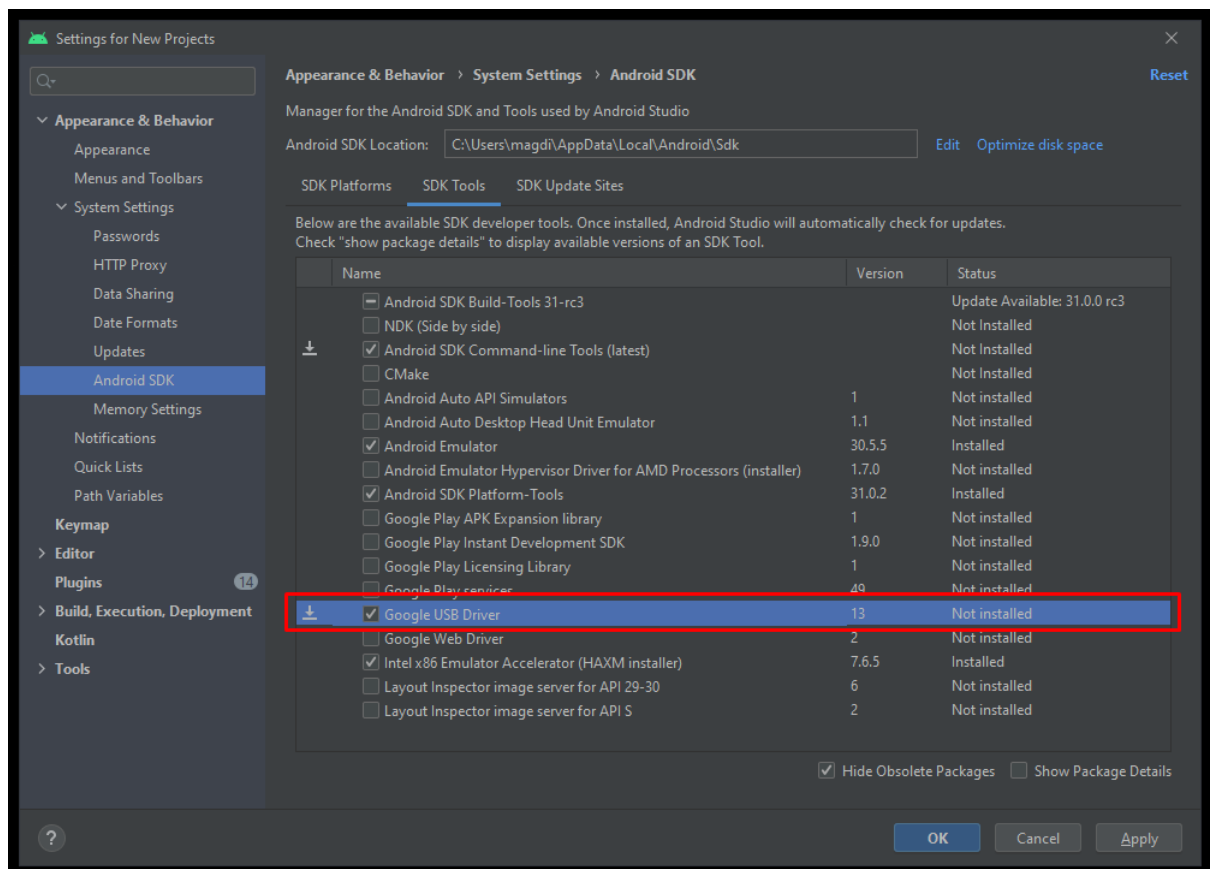 Settings for New Projects
Appearance & Behavior
Appearance
Menus and Toolbars
System Settings
Passwords
HTTP Proxy
Data Sharing
Date Formats
Updates
Android SDK
Memory Settings
Notifications
Quick Lists
Path Variables
Keymap
Editor
Plugins 14
Build, Execution, Deployment
Kotlin
Tools
Appearance & Behavior › System Settings › Android SDK Reset
Manager for the Android SDK and Tools used by Android Studio
Android SDK Location: C:\Users\magdi\AppData\Local\Android\Sdk Edit Optimize disk space
SDK Platforms SDK Tools SDK Update Sites
Below are the available SDK developer tools. Once installed, Android Studio will automatically check for updates.
Check "show package details" to display available versions of an SDK Tool.
Name Version Status
Android SDK Build-Tools 31-rc3 Update Available: 31.0.0 rc3
NDK (Side by side) Not Installed
Android SDK Command-line Tools (latest) Not Installed
CMake Not Installed
Android Auto API Simulators 1 Not installed
Android Auto Desktop Head Unit Emulator 1.1 Not installed
Android Emulator 30.5.5 Installed
Android Emulator Hypervisor Driver for AMD Processors (installer) 1.7.0 Not installed
Android SDK Platform-Tools 31.0.2 Installed
Google Play APK Expansion library 1 Not installed
Google Play Instant Development SDK 1.9.0 Not installed
Google Play Licensing Library 1 Not installed
Google Play services 49 Not installed
Google USB Driver 13 Not installed
Google Web Driver 2 Not installed
Intel x86 Emulator Accelerator (HAXM installer) 7.6.5 Installed
Layout Inspector image server for API 29-30 6 Not installed
Layout Inspector image server for API S 2 Not installed
Hide Obsolete Packages Show Package Details
? OK Cancel Apply